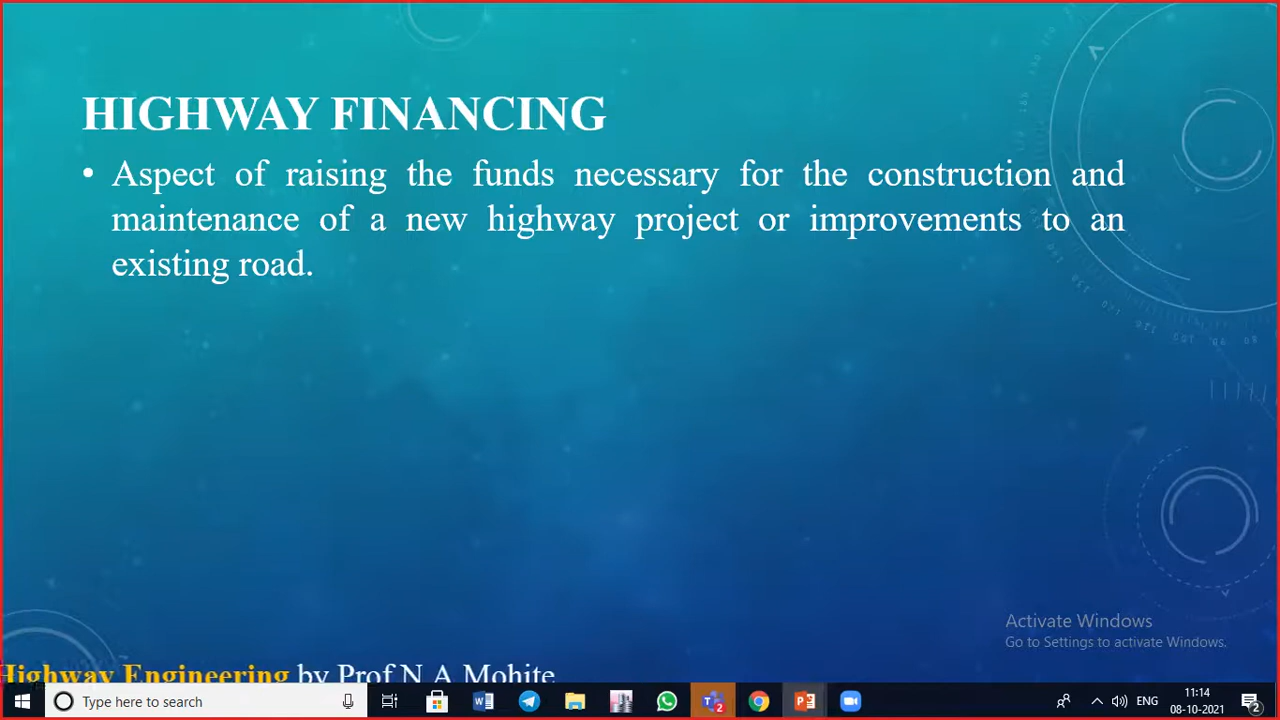 HIGHWAY FINANCING
• Aspect of raising the funds necessary for the construction and
maintenance of a new highway project or improvements to an
existing road.
Activate Windows
Go to Settings to activate Windows.
Highway Engineering by Prof N A Mohite
Type here to search
2
ENG
11:14
08-10-2021
2